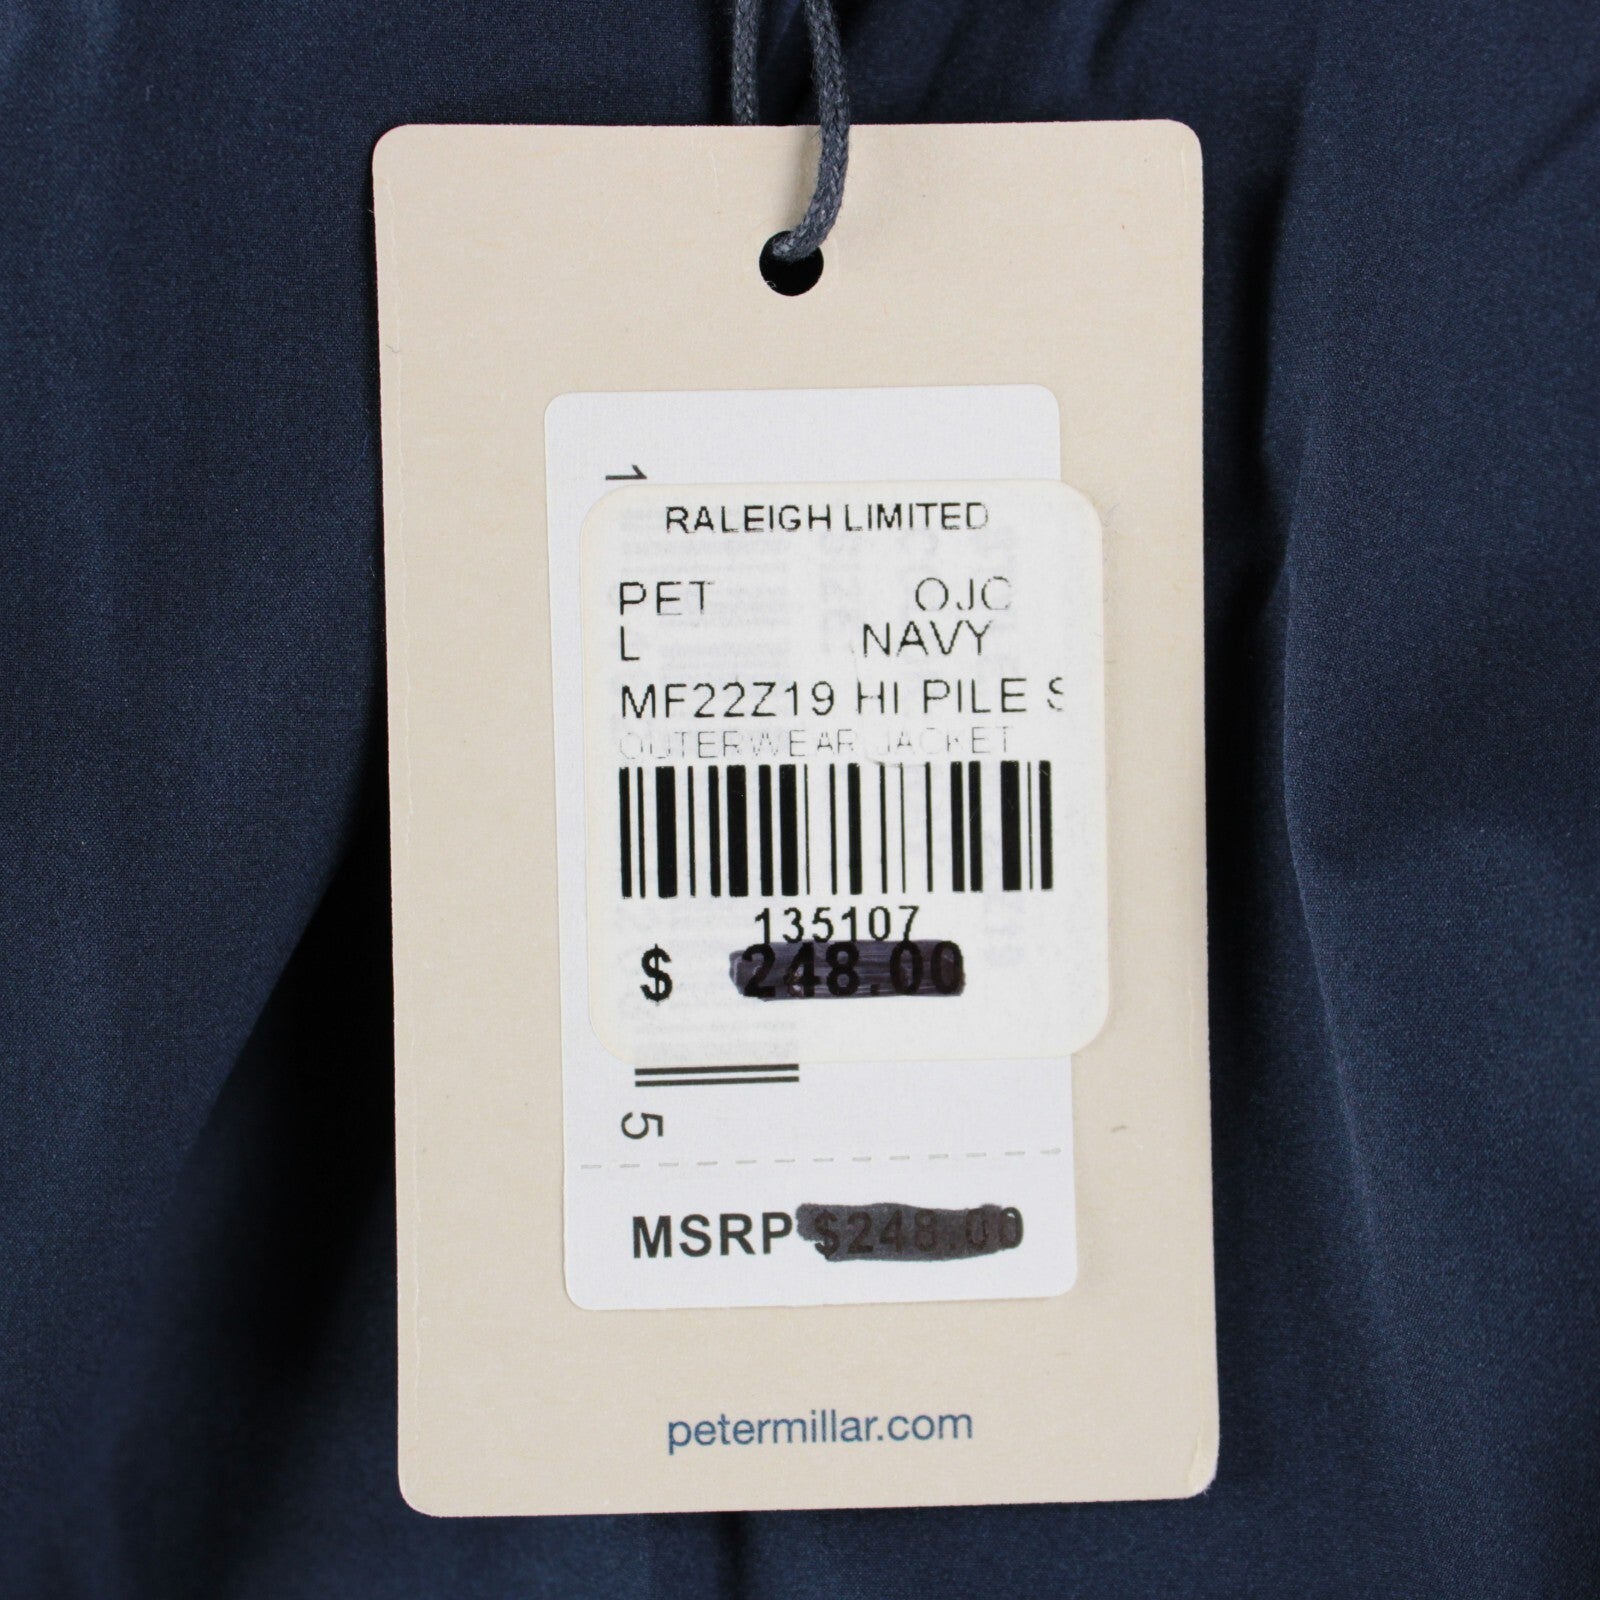 1
RALEIGH LIMITED
PET OJC
L NAVY
MF22Z19 HI PILE S
OUTERWEAR JACKET
135107
$ 248.00
5
MSRP $248.00
petermillar.com